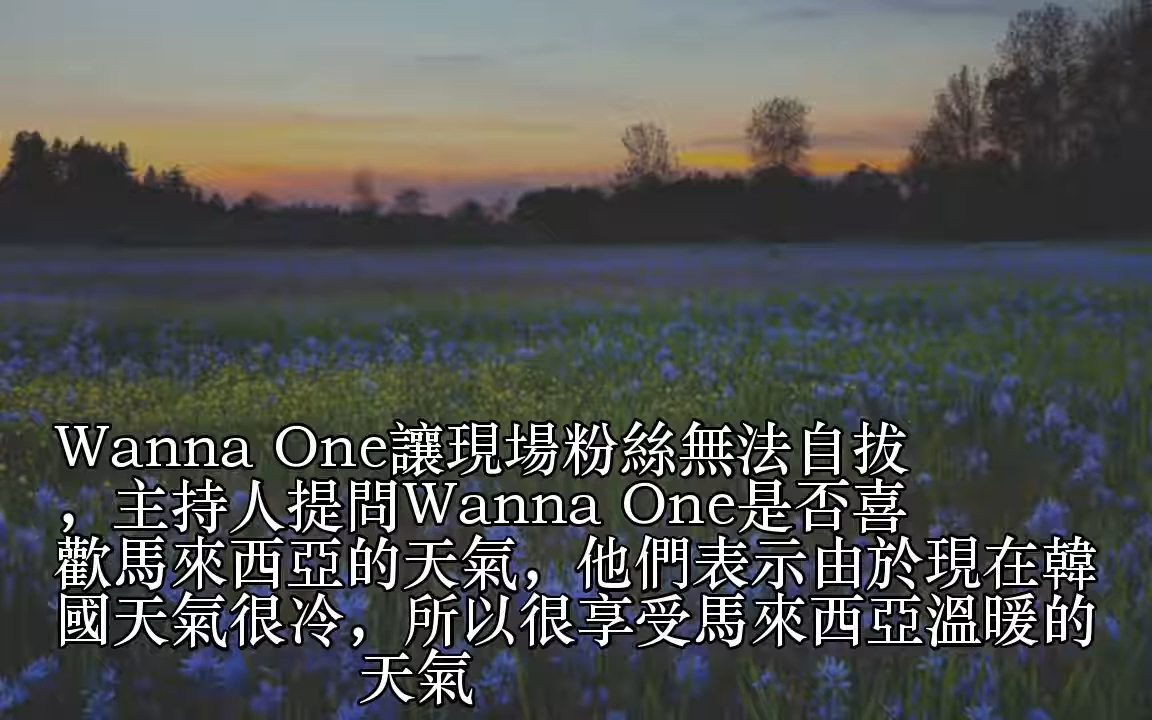 Wanna One讓現場粉絲無法自拔
，主持人提問Wanna One是否喜
歡馬來西亞的天氣，他們表示由於現在韓
國天氣很冷，所以很享受馬來西亞溫暖的
天氣